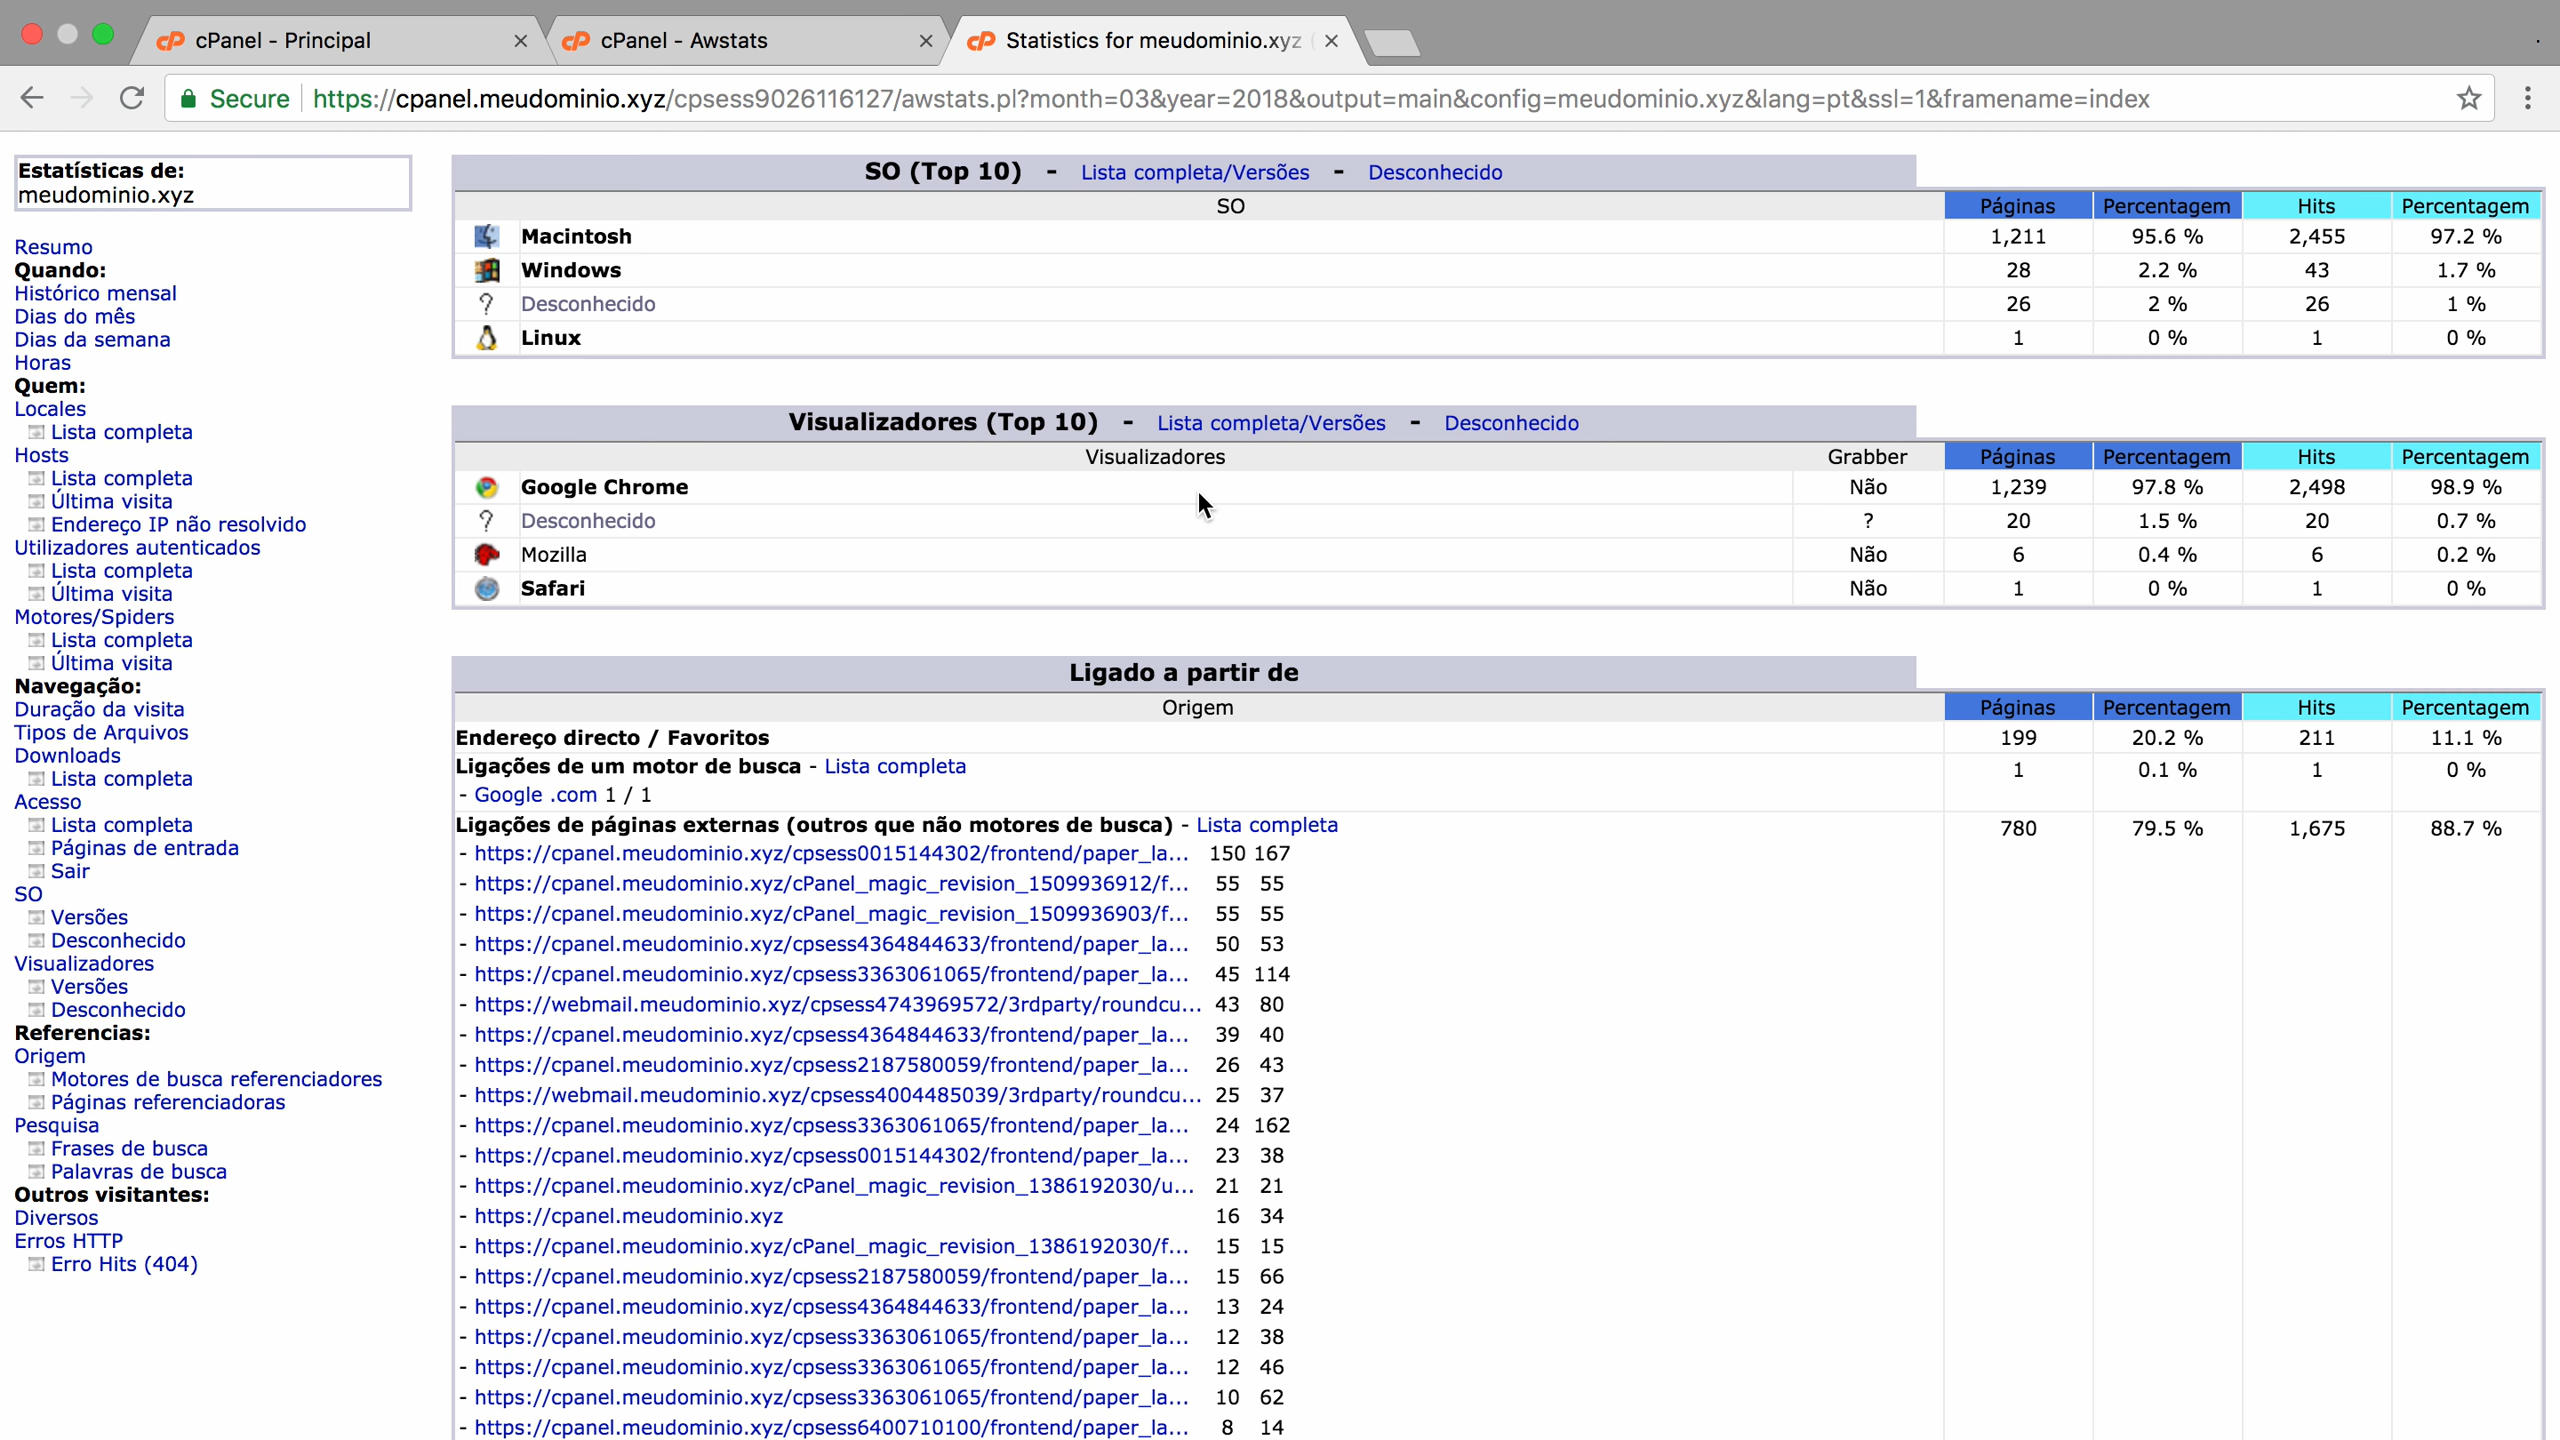 cPanel - Principal
cPanel - Awstats
Statistics for meudominio.xyz
Secure https://cpanel.meudominio.xyz/cpsess9026116127/awstats.pl?month=03&year=2018&output=main&config=meudominio.xyz&lang=pt&ssl=1&framename=index
Estatísticas de:
meudominio.xyz
Resumo
Quando:
Histórico mensal
Dias do mês
Dias da semana
Horas
Quem:
Locales
Lista completa
Hosts
Lista completa
Última visita
Endereço IP não resolvido
Utilizadores autenticados
Lista completa
Última visita
Motores/Spiders
Lista completa
Última visita
Navegação:
Duração da visita
Tipos de Arquivos
Downloads
Lista completa
Acesso
Lista completa
Páginas de entrada
Sair
SO
Versões
Desconhecido
Visualizadores
Versões
Desconhecido
Referencias:
Origem
Motores de busca referenciadores
Páginas referenciadoras
Pesquisa
Frases de busca
Palavras de busca
Outros visitantes:
Diversos
Erros HTTP
Erro Hits (404)
SO (Top 10) - Lista completa/Versões - Desconhecido
SO Páginas Percentagem Hits Percentagem
Macintosh 1,211 95.6 % 2,455 97.2 %
Windows 28 2.2 % 43 1.7 %
? Desconhecido 26 2 % 26 1 %
Linux 1 0 % 1 0 %
Visualizadores (Top 10) - Lista completa/Versões - Desconhecido
Visualizadores Grabber Páginas Percentagem Hits Percentagem
Google Chrome Não 1,239 97.8 % 2,498 98.9 %
? Desconhecido ? 20 1.5 % 20 0.7 %
Mozilla Não 6 0.4 % 6 0.2 %
Safari Não 1 0 % 1 0 %
Ligado a partir de
Origem Páginas Percentagem Hits Percentagem
Endereço directo / Favoritos 199 20.2 % 211 11.1 %
Ligações de um motor de busca - Lista completa 1 0.1 % 1 0 %
- Google .com 1 / 1
Ligações de páginas externas (outros que não motores de busca) - Lista completa 780 79.5 % 1,675 88.7 %
- https://cpanel.meudominio.xyz/cpsess0015144302/frontend/paper_la... 150 167
- https://cpanel.meudominio.xyz/cPanel_magic_revision_1509936912/f... 55 55
- https://cpanel.meudominio.xyz/cPanel_magic_revision_1509936903/f... 55 55
- https://cpanel.meudominio.xyz/cpsess4364844633/frontend/paper_la... 50 53
- https://cpanel.meudominio.xyz/cpsess3363061065/frontend/paper_la... 45 114
- https://webmail.meudominio.xyz/cpsess4743969572/3rdparty/roundcu... 43 80
- https://cpanel.meudominio.xyz/cpsess4364844633/frontend/paper_la... 39 40
- https://cpanel.meudominio.xyz/cpsess2187580059/frontend/paper_la... 26 43
- https://webmail.meudominio.xyz/cpsess4004485039/3rdparty/roundcu... 25 37
- https://cpanel.meudominio.xyz/cpsess3363061065/frontend/paper_la... 24 162
- https://cpanel.meudominio.xyz/cpsess0015144302/frontend/paper_la... 23 38
- https://cpanel.meudominio.xyz/cPanel_magic_revision_1386192030/u... 21 21
- https://cpanel.meudominio.xyz 16 34
- https://cpanel.meudominio.xyz/cPanel_magic_revision_1386192030/f... 15 15
- https://cpanel.meudominio.xyz/cpsess2187580059/frontend/paper_la... 15 66
- https://cpanel.meudominio.xyz/cpsess4364844633/frontend/paper_la... 13 24
- https://cpanel.meudominio.xyz/cpsess3363061065/frontend/paper_la... 12 38
- https://cpanel.meudominio.xyz/cpsess3363061065/frontend/paper_la... 12 46
- https://cpanel.meudominio.xyz/cpsess3363061065/frontend/paper_la... 10 62
- https://cpanel.meudominio.xyz/cpsess6400710100/frontend/paper_la... 8 14